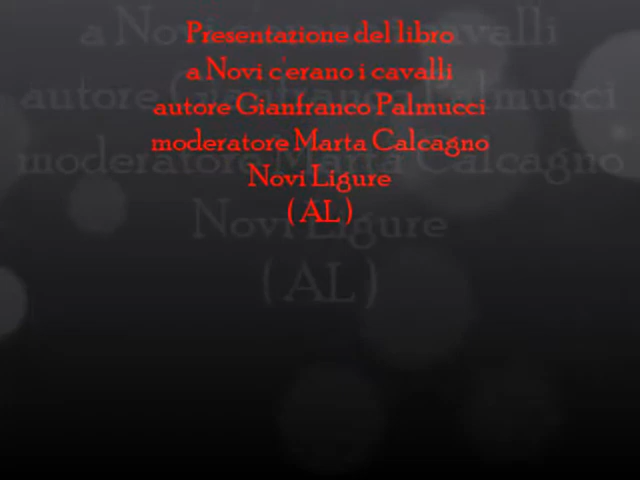 Presentazione del libro
a Novi c'erano i cavalli
autore Gianfranco Palmucci
moderatore Marta Calcagno
Novi Ligure
( AL )